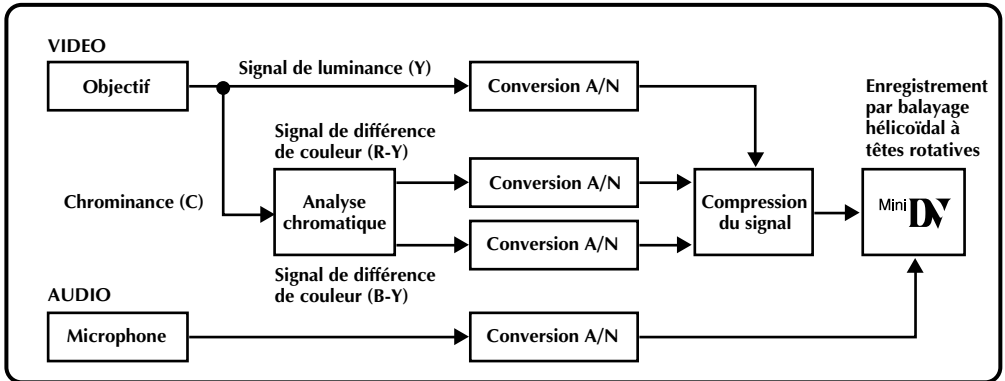 VIDEO
Objectif
Signal de luminance (Y)
Conversion A/N
Enregistrement
par balayage
hélicoïdal à
têtes rotatives
Signal de différence
de couleur (R-Y)
Chrominance (C)
Analyse
chromatique
Conversion A/N
Conversion A/N
Compression
du signal
Mini DV
Signal de différence
de couleur (B-Y)
AUDIO
Microphone
Conversion A/N